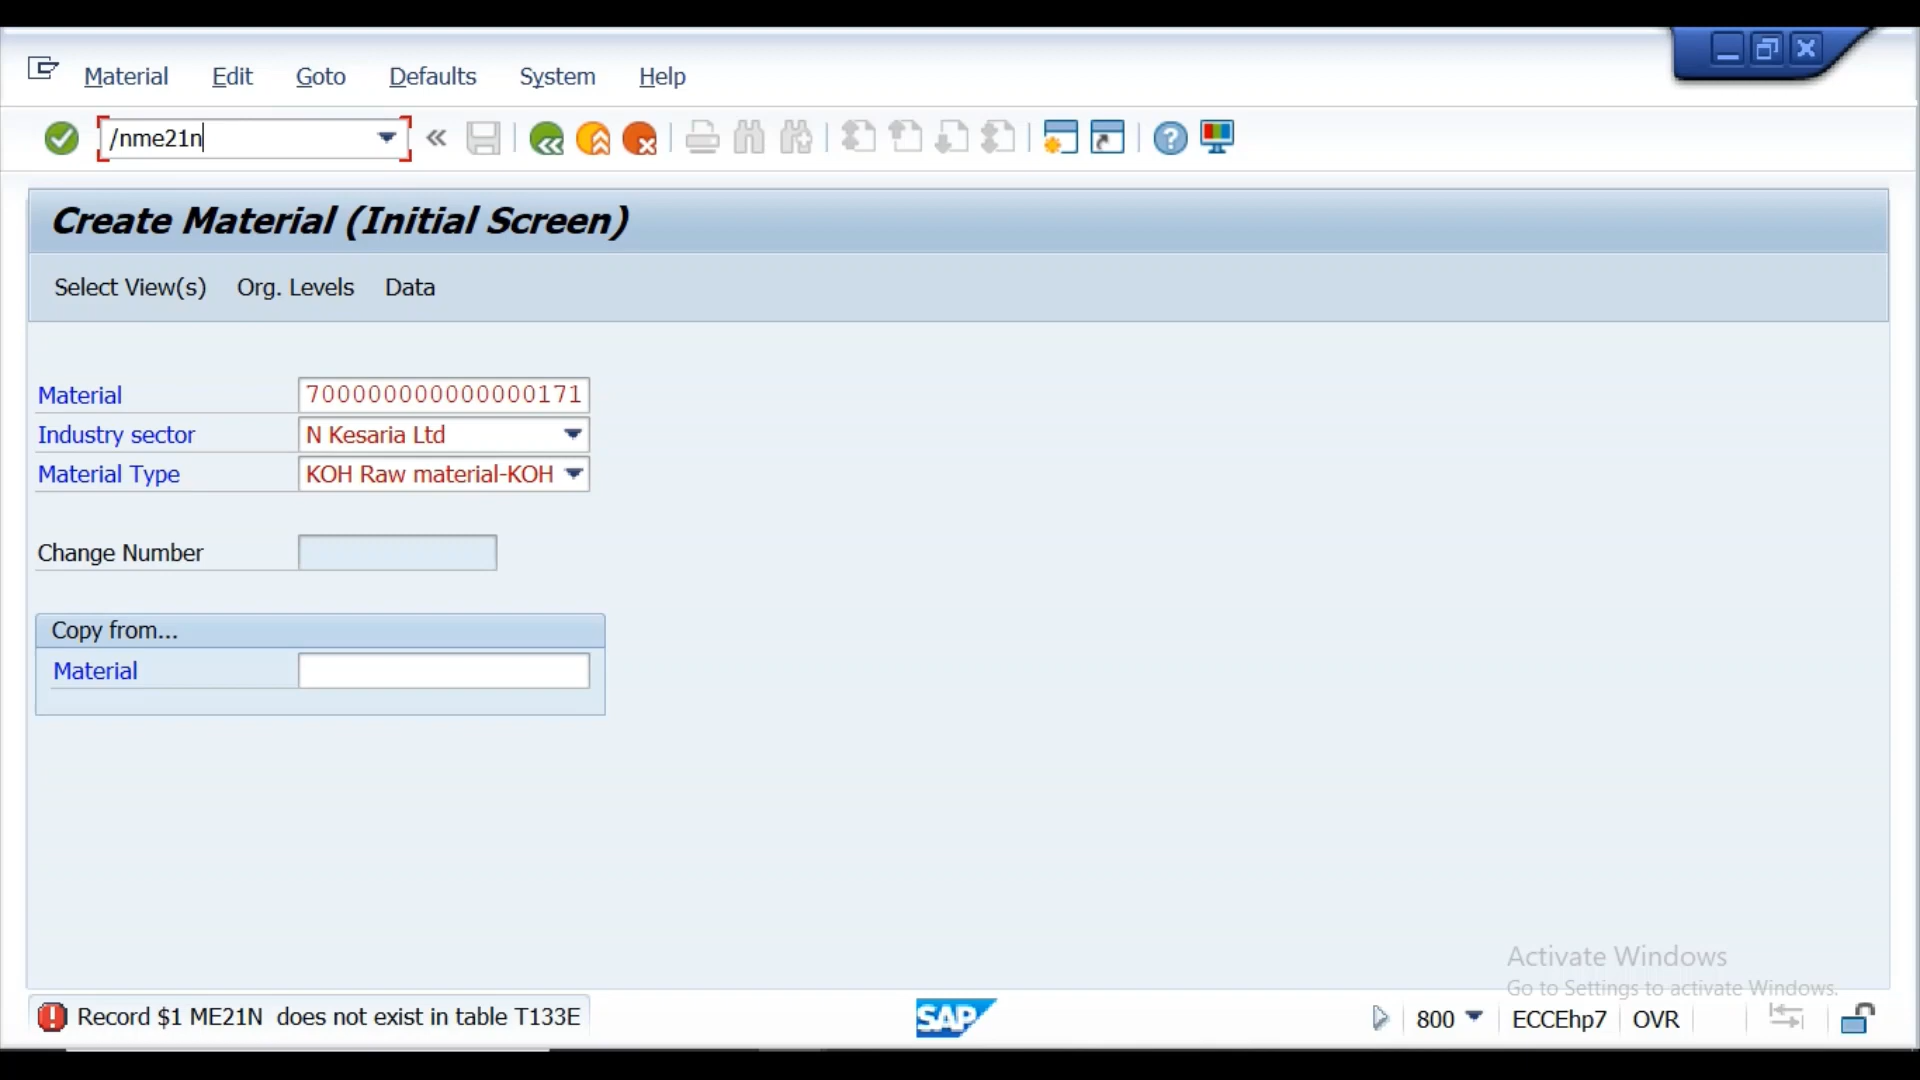 Material Edit Goto Defaults System Help
/nme21n
Create Material (Initial Screen)
Select View(s) Org. Levels Data
Material 700000000000000171
Industry sector N Kesaria Ltd
Material Type KOH Raw material-KOH
Change Number
Copy from...
Material
Activate Windows
Go to Settings to activate Windows.
Record $1 ME21N does not exist in table T133E
SAP
800 ECCEhp7 OVR